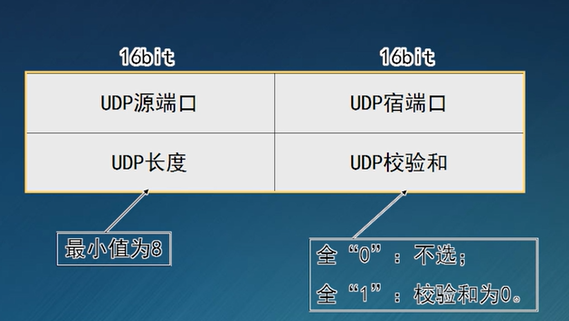 16bit 16bit
UDP源端口 UDP宿端口
UDP长度 UDP校验和
最小值为8
全“0”：不选；
全“1”：校验和为0。